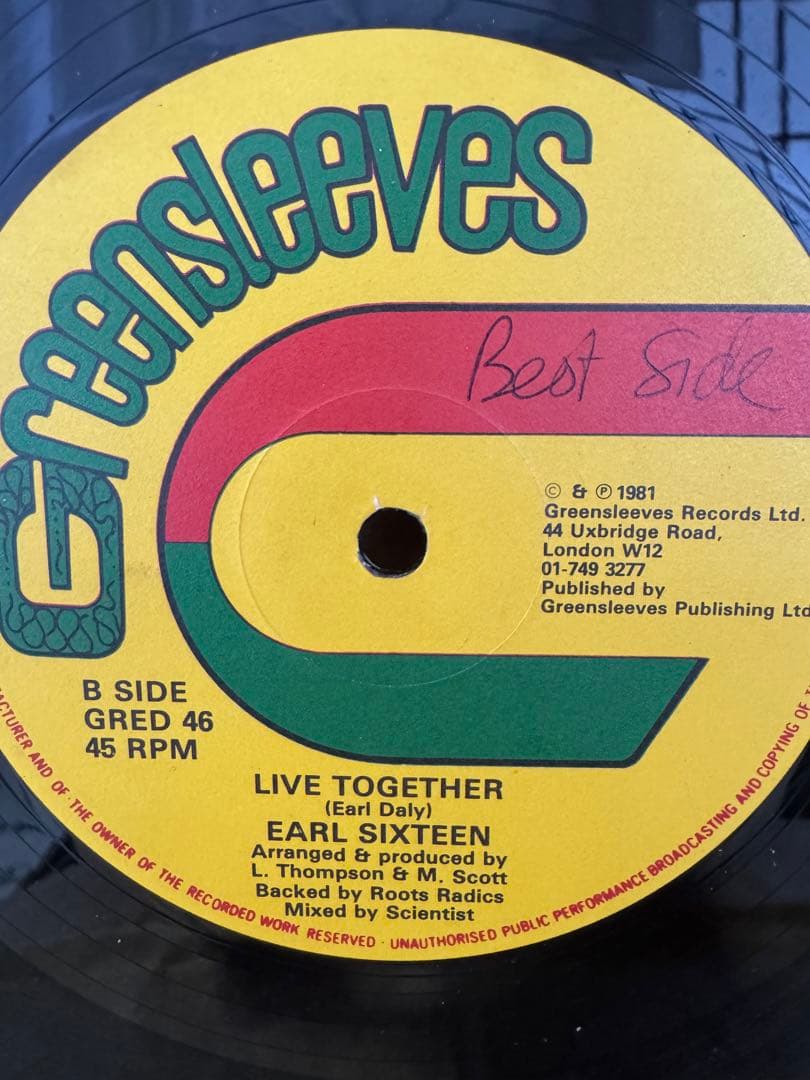 Greensleeves
Best Side
© & ℗ 1981
Greensleeves Records Ltd.
44 Uxbridge Road,
London W12
01-749 3277
Published by
Greensleeves Publishing Ltd
B SIDE
GRED 46
45 RPM
LIVE TOGETHER
(Earl Daly)
EARL SIXTEEN
Arranged & produced by
L. Thompson & M. Scott
Backed by Roots Radics
Mixed by Scientist
AND OF THE OWNER OF THE RECORDED WORK RESERVED · UNAUTHORISED PUBLIC PERFORMANCE BROADCASTING AND COPYING OF